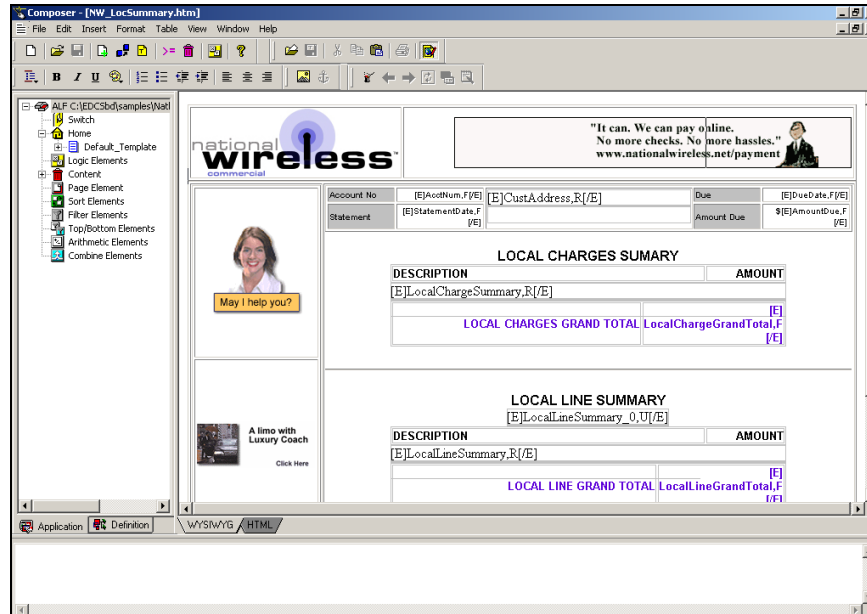 Composer - [NW_LocSummary.htm]
File Edit Insert Format Table View Window Help
B I U
ALF C:\EDCSbd\samples\Natl
Switch
Home
Default_Template
Logic Elements
Content
Page Element
Sort Elements
Filter Elements
Top/Bottom Elements
Arithmetic Elements
Combine Elements
Application Definition
national
wireless™
commercial
"It can. We can pay online.
No more checks. No more hassles."
www.nationalwireless.net/payment
May I help you?
A limo with
Luxury Coach
Click Here
Account No [E]AcctNum,F[/E] [E]CustAddress,R[/E] Due [E]DueDate,F[/E]
Statement [E]StatementDate,F
[/E] Amount Due $[E]AmountDue,F
[/E]
LOCAL CHARGES SUMARY
DESCRIPTION AMOUNT
[E]LocalChargeSummary,R[/E]
[E]
LOCAL CHARGES GRAND TOTAL LocalChargeGrandTotal,F
[/E]
LOCAL LINE SUMMARY
[E]LocalLineSummary_0,U[/E]
DESCRIPTION AMOUNT
[E]LocalLineSummary,R[/E]
[E]
LOCAL LINE GRAND TOTAL LocalLineGrandTotal,F
[/E]
WYSIWYG HTML